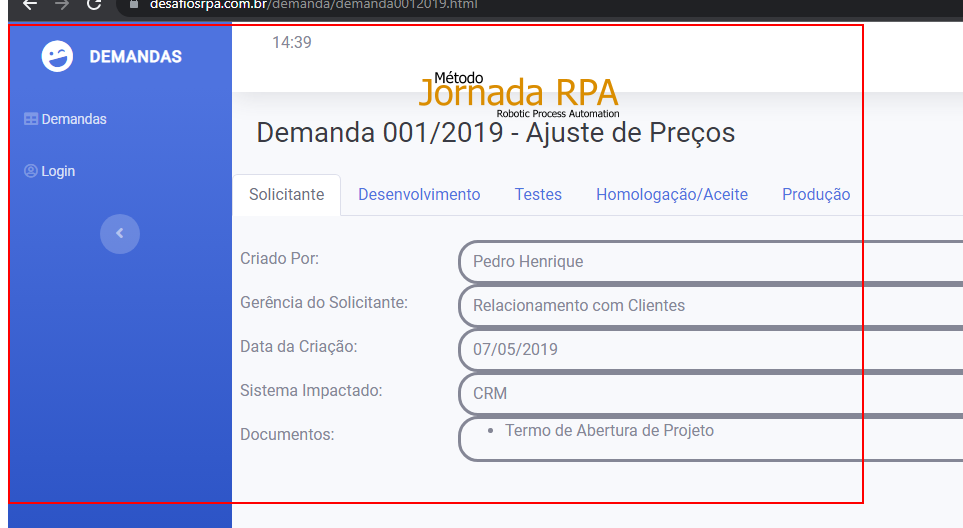 desafiosrpa.com.br/demanda/demanda0012019.html
DEMANDAS
14:39
Método
Jornada RPA
Robotic Process Automation
Demandas
Login
Demanda 001/2019 - Ajuste de Preços
Solicitante Desenvolvimento Testes Homologação/Aceite Produção
Criado Por: Pedro Henrique
Gerência do Solicitante: Relacionamento com Clientes
Data da Criação: 07/05/2019
Sistema Impactado: CRM
Documentos: • Termo de Abertura de Projeto